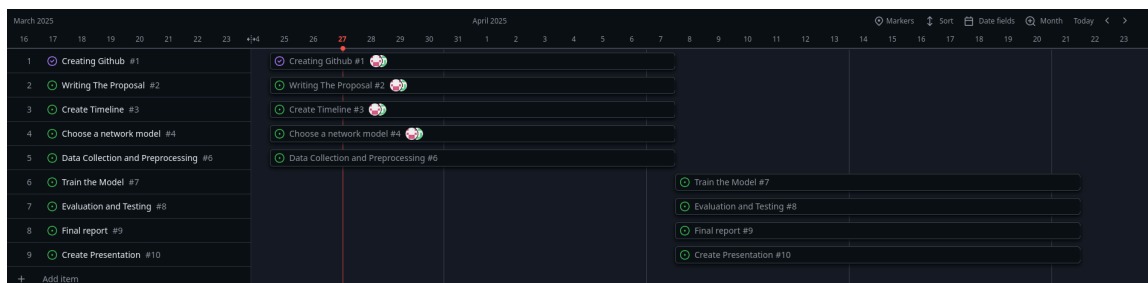 March 2025 April 2025 Markers Sort Date fields Month Today
16 17 18 19 20 21 22 23 24 25 26 27 28 29 30 31 1 2 3 4 5 6 7 8 9 10 11 12 13 14 15 16 17 18 19 20 21 22 23
1 Creating Github #1 Creating Github #1
2 Writing The Proposal #2 Writing The Proposal #2
3 Create Timeline #3 Create Timeline #3
4 Choose a network model #4 Choose a network model #4
5 Data Collection and Preprocessing #6 Data Collection and Preprocessing #6
6 Train the Model #7 Train the Model #7
7 Evaluation and Testing #8 Evaluation and Testing #8
8 Final report #9 Final report #9
9 Create Presentation #10 Create Presentation #10
+ Add item